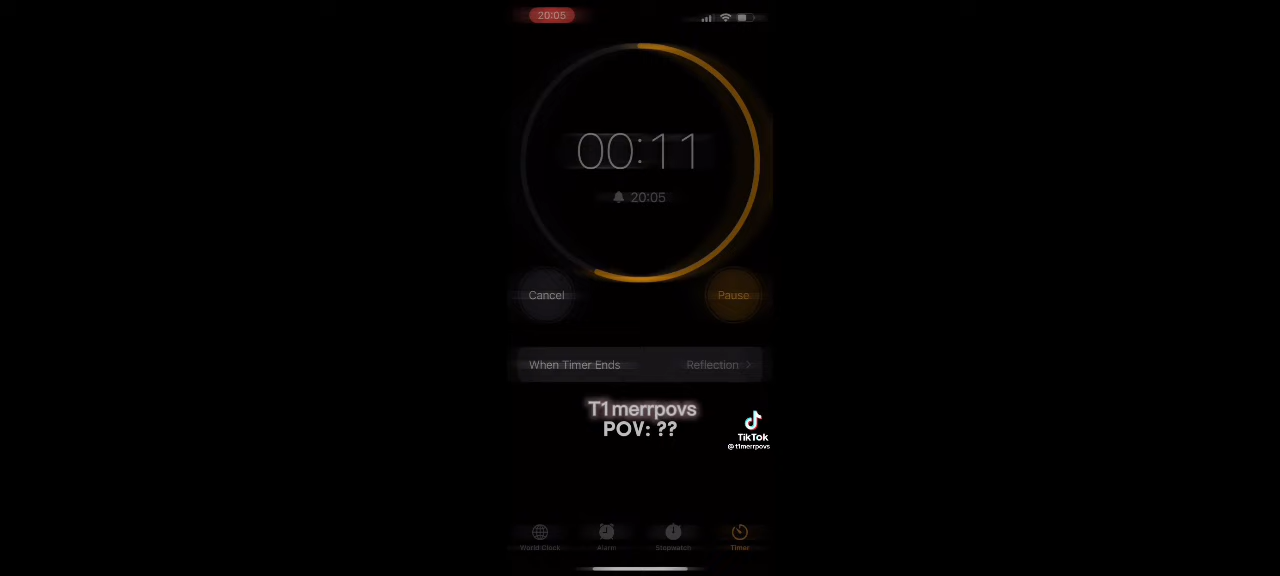 20:05
00:11
20:05
Cancel
Pause
When Timer Ends
Reflection
T1merrpovs
POV: ??
TikTok
@t1merrpovs
World Clock
Alarm
Stopwatch
Timer